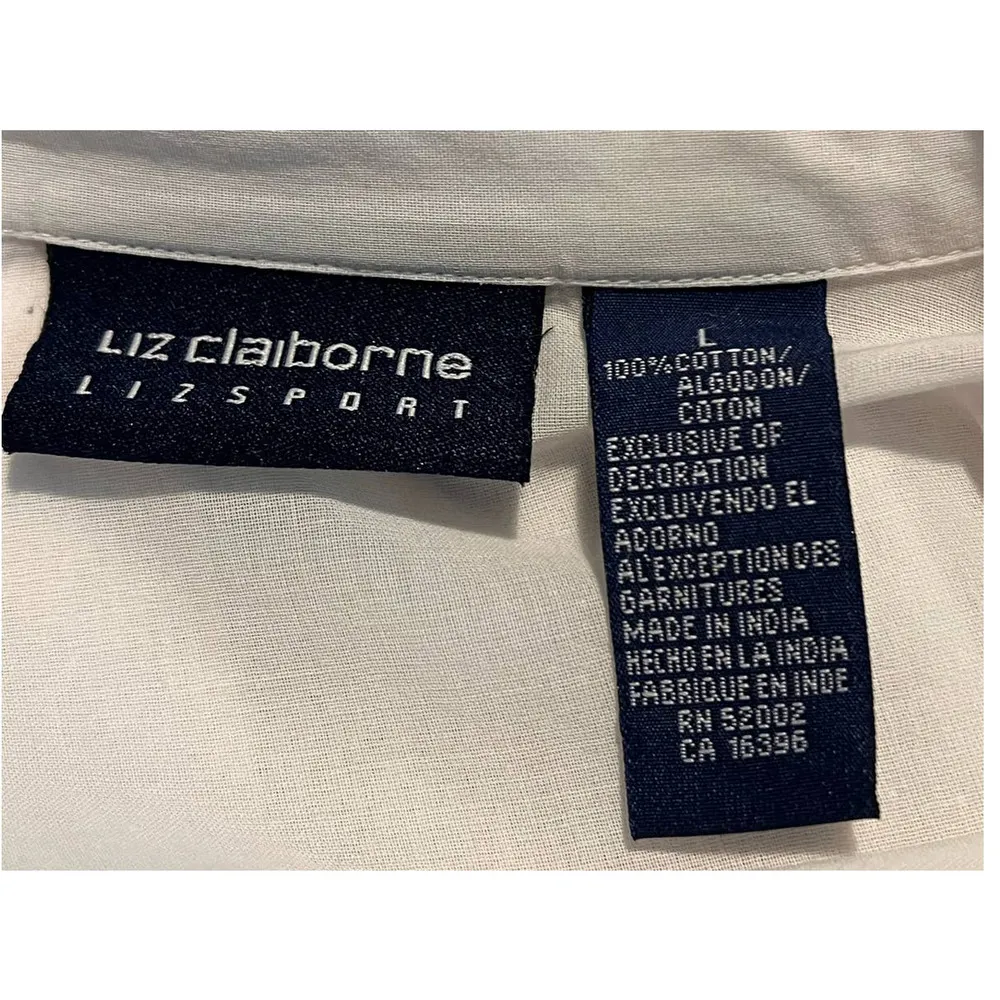 Liz claiborne
LIZSPORT
L
100%COTTON/
ALGODON/
COTON
EXCLUSIVE OF
DECORATION
EXCLUYENDO EL
ADORNO
AL'EXCEPTION DES
GARNITURES
MADE IN INDIA
HECHO EN LA INDIA
FABRIQUE EN INDE
RN 52002
CA 16396